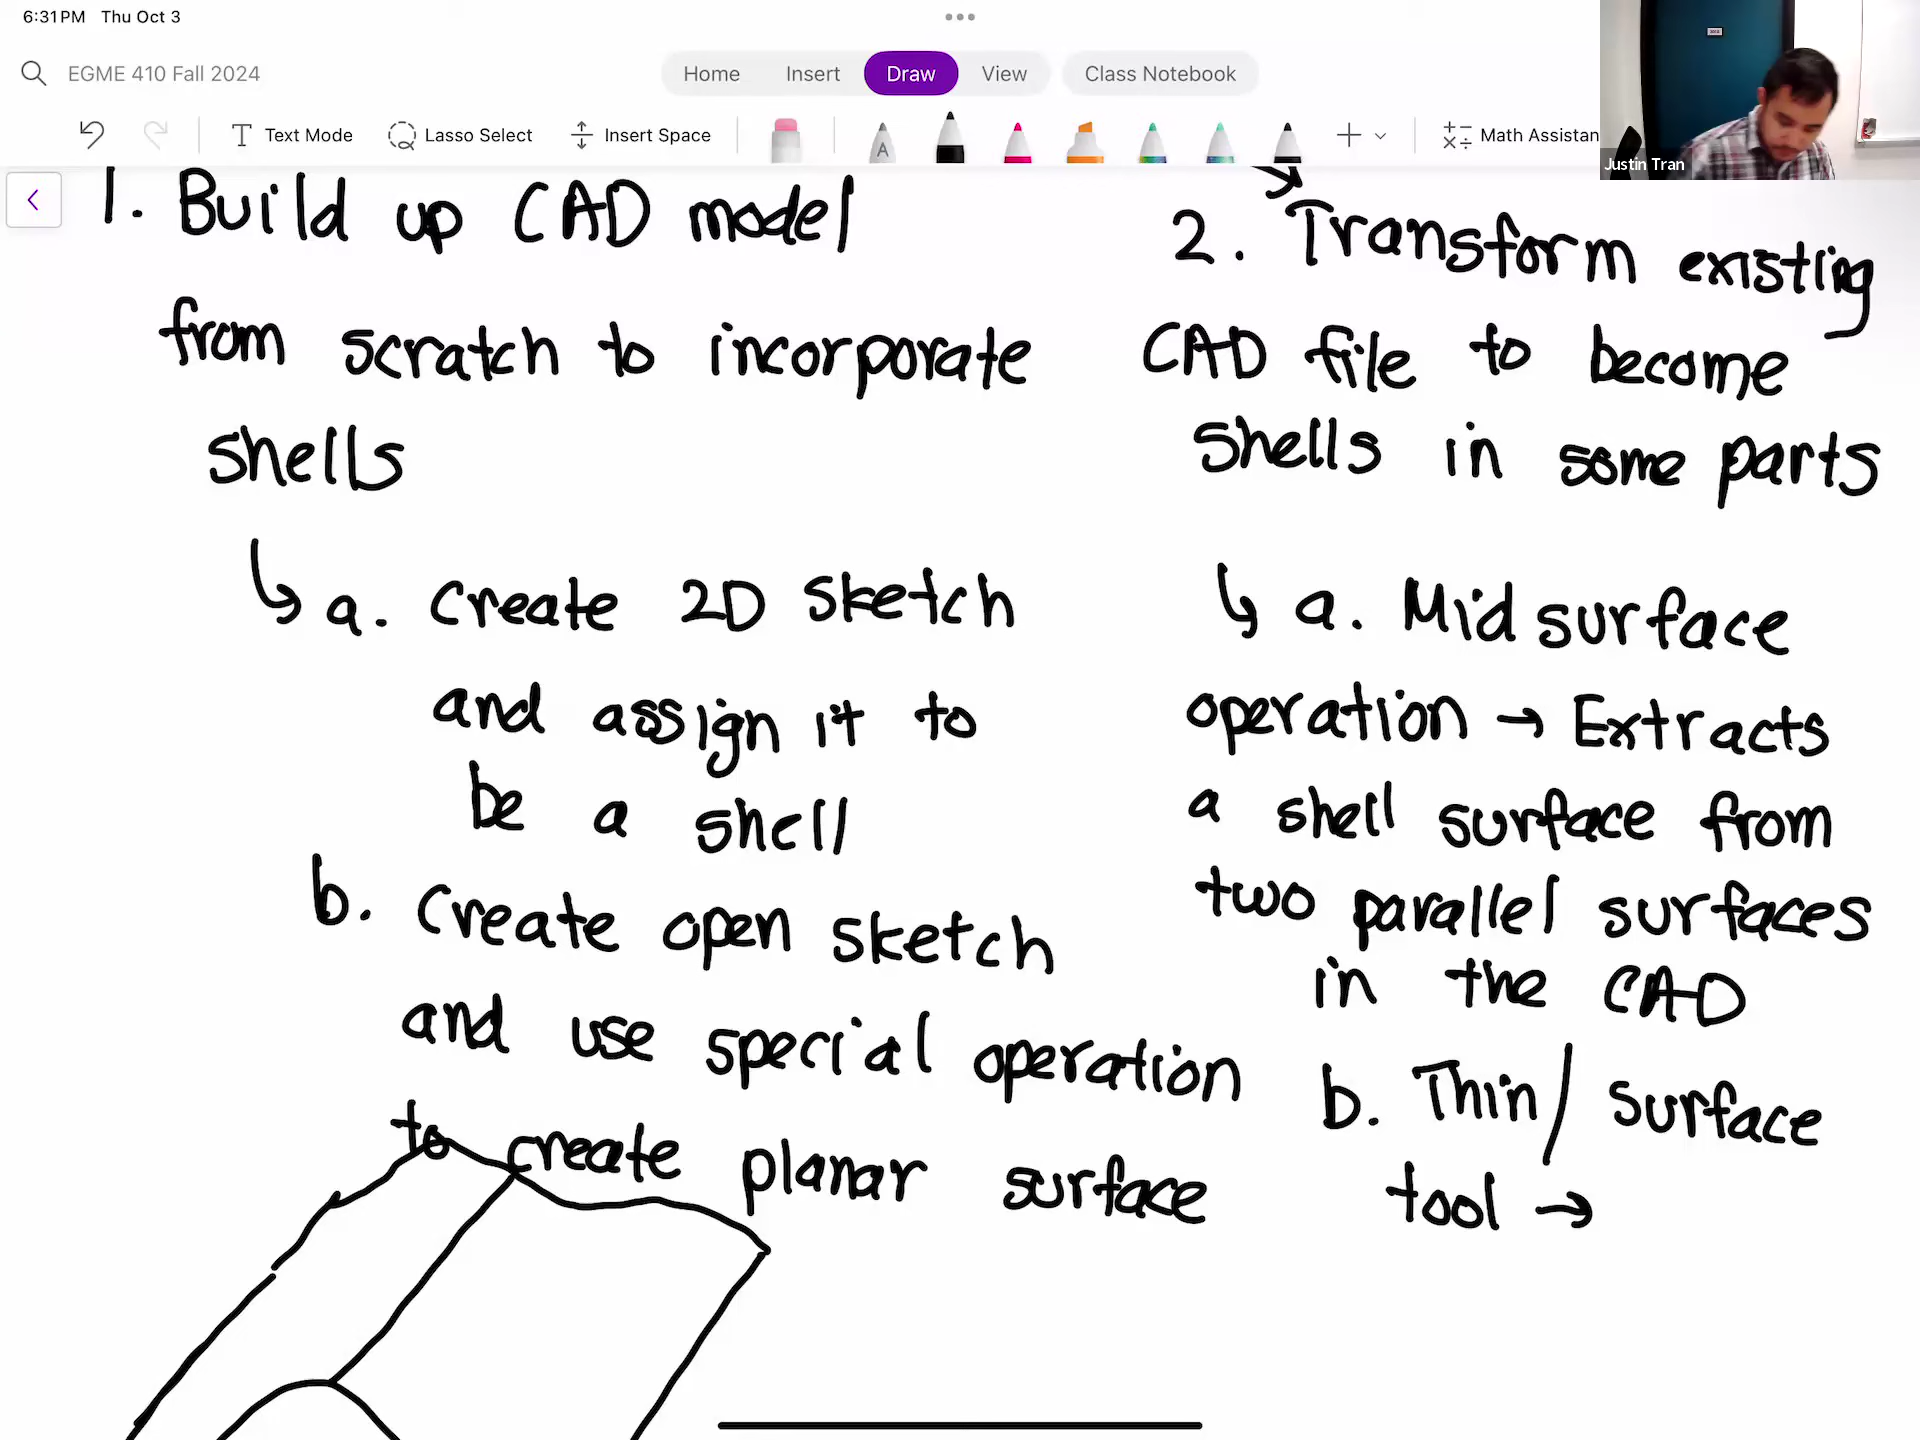 6:31 PM Thu Oct 3
EGME 410 Fall 2024
Home Insert Draw View Class Notebook
Text Mode Lasso Select Insert Space A Math Assistan
Justin Tran
1. Build up CAD model
from scratch to incorporate
shells
a. Create 2D sketch
and assign it to
be a shell
b. Create open sketch
and use special operation
to create planar surface
2. Transform existing
CAD file to become
shells in some parts
a. Midsurface
operation → Extracts
a shell surface from
two parallel surfaces
in the CAD
b. Thin/ surface
tool →